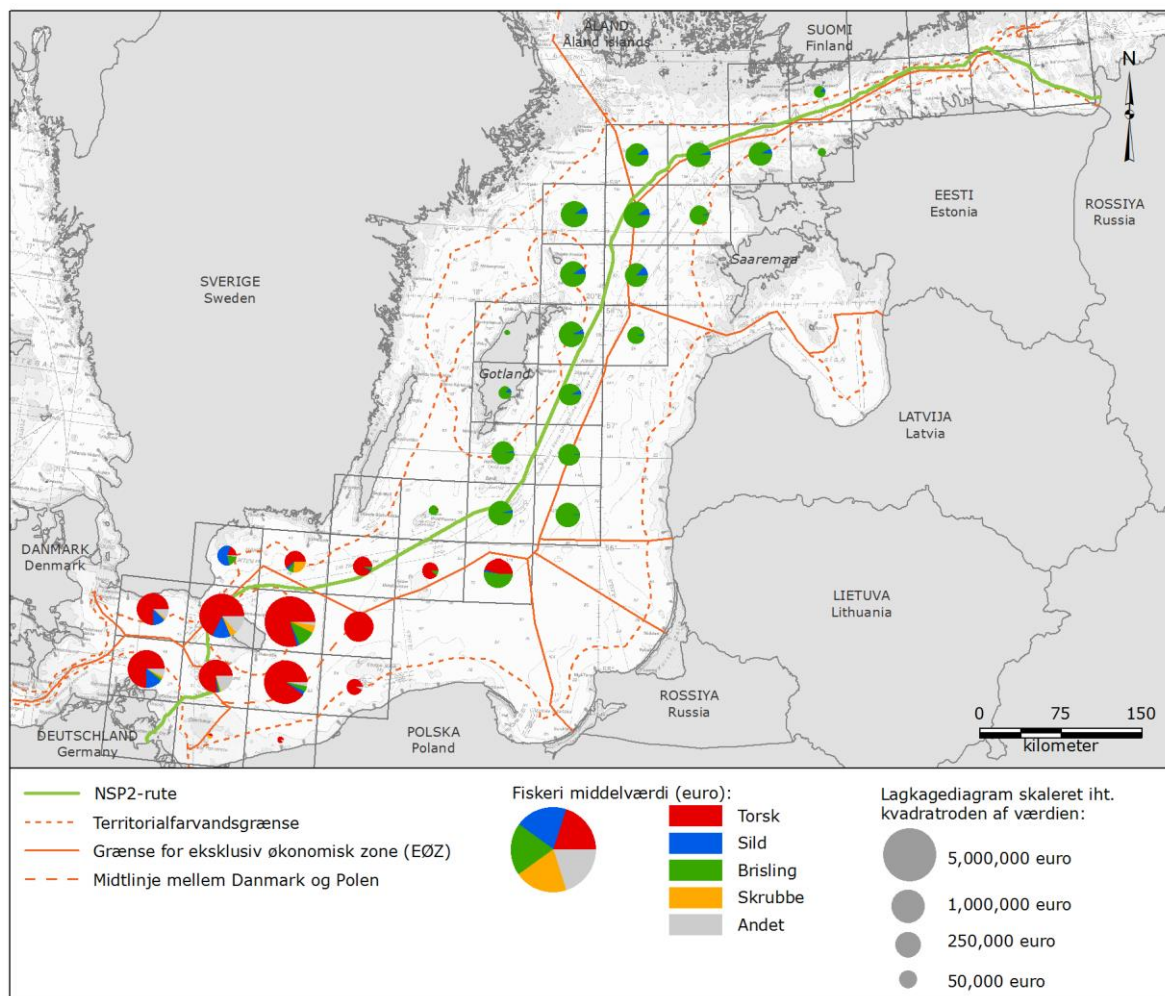 ÅLAND
Åland islands
SUOMI
Finland
N
EESTI
Estonia
ROSSIYA
Russia
SVERIGE
Sweden
Saaremaa
Gotland
LATVIJA
Latvia
DANMARK
Denmark
LIETUVA
Lithuania
ROSSIYA
Russia
DEUTSCHLAND
Germany
POLSKA
Poland
0 75 150
kilometer
NSP2-rute
Territorialfarvandsgrænse
Grænse for eksklusiv økonomisk zone (EØZ)
Midtlinje mellem Danmark og Polen
Fiskeri middelværdi (euro):
Torsk
Sild
Brisling
Skrubbe
Andet
Lagkagediagram skaleret iht.
kvadratroden af værdien:
5,000,000 euro
1,000,000 euro
250,000 euro
50,000 euro